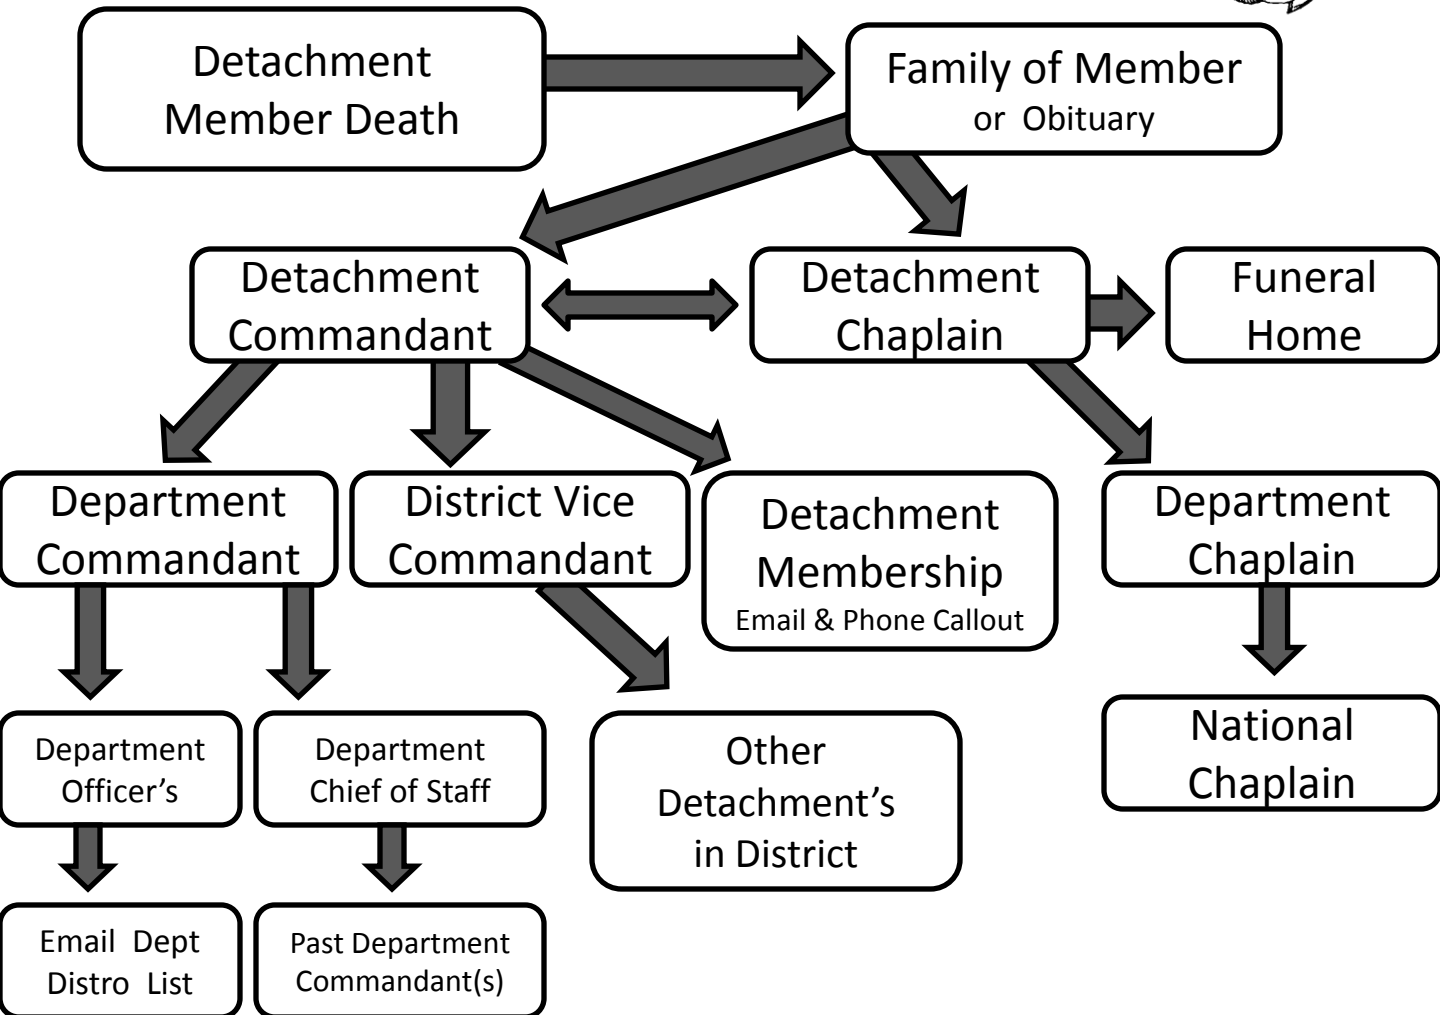 Detachment
Member Death
Family of Member
or Obituary
Detachment
Commandant
Detachment
Chaplain
Funeral
Home
Department
Commandant
District Vice
Commandant
Detachment
Membership
Email & Phone Callout
Department
Chaplain
Department
Officer’s
Department
Chief of Staff
Other
Detachment’s
in District
National
Chaplain
Email Dept
Distro List
Past Department
Commandant(s)